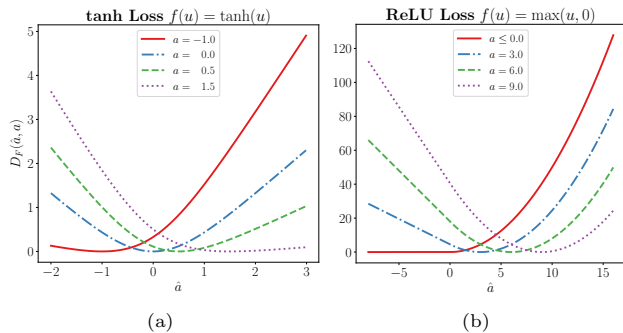 tanh Loss f(u) = tanh(u)
D_F(â, a)
5
4
3
2
1
0
a = −1.0
a = 0.0
a = 0.5
a = 1.5
−2 −1 0 1 2 3
â
(a)
ReLU Loss f(u) = max(u, 0)
120
100
80
60
40
20
0
a ≤ 0.0
a = 3.0
a = 6.0
a = 9.0
−5 0 5 10 15
â
(b)